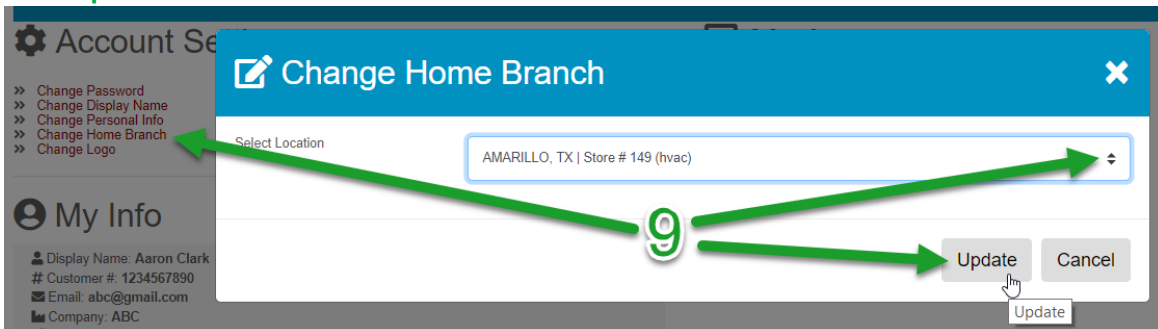 Account Se
Change Home Branch
» Change Password
» Change Display Name
» Change Personal Info
» Change Home Branch
» Change Logo
Select Location
AMARILLO, TX | Store # 149 (hvac)
9
My Info
Display Name: Aaron Clark
# Customer #: 1234567890
Email: abc@gmail.com
Company: ABC
Update
Cancel
Update